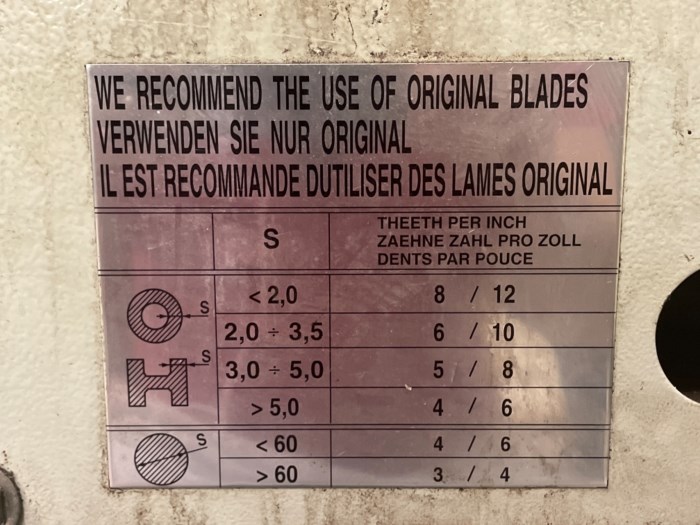 WE RECOMMEND THE USE OF ORIGINAL BLADES
VERWENDEN SIE NUR ORIGINAL
IL EST RECOMMANDE DUTILISER DES LAMES ORIGINAL
S
THEETH PER INCH
ZAEHNE ZAHL PRO ZOLL
DENTS PAR POUCE
S
< 2,0 8 / 12
2,0 ÷ 3,5 6 / 10
S
3,0 ÷ 5,0 5 / 8
> 5,0 4 / 6
S
< 60 4 / 6
> 60 3 / 4